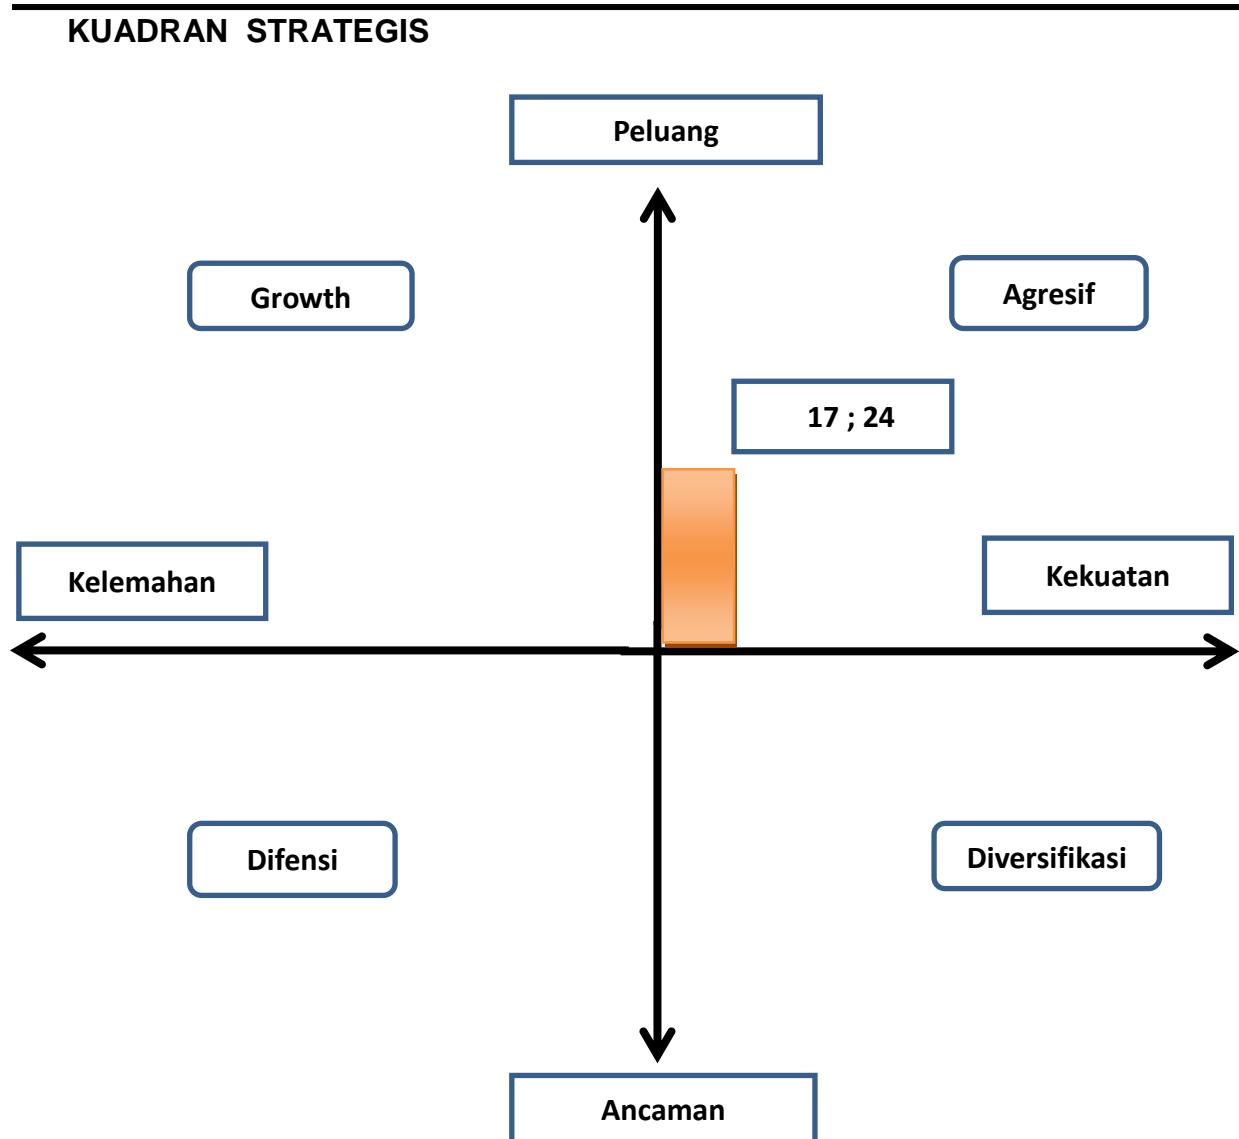 KUADRAN STRATEGIS
Peluang
Growth
Agresif
17 ; 24
Kelemahan
Kekuatan
Difensi
Diversifikasi
Ancaman